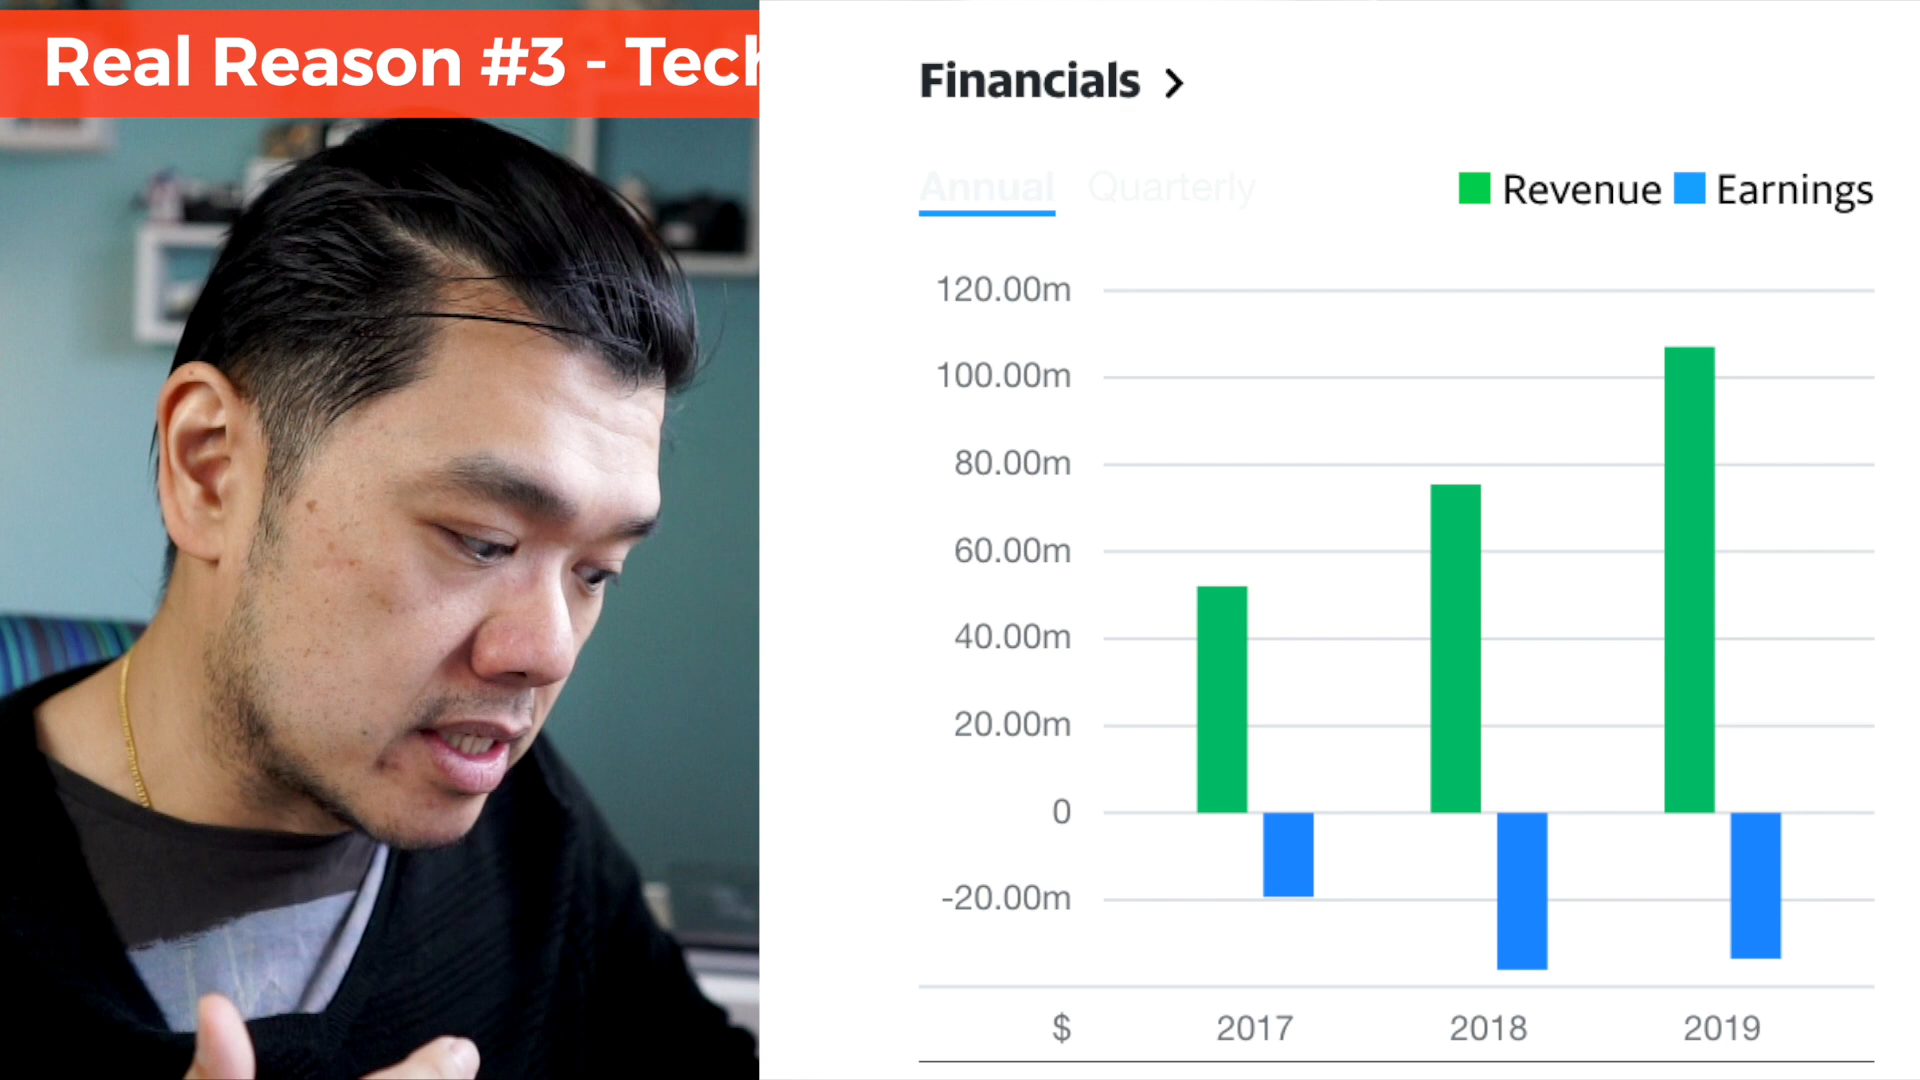 Real Reason #3 - Tech
Financials
Annual Quarterly
Revenue Earnings
120.00m
100.00m
80.00m
60.00m
40.00m
20.00m
0
-20.00m
$ 2017 2018 2019